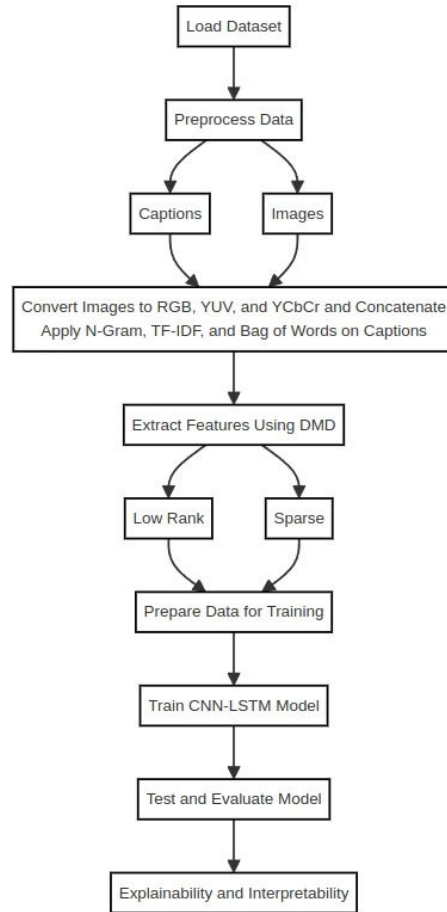 Load Dataset
Preprocess Data
Captions
Images
Convert Images to RGB, YUV, and YCbCr and Concatenate
Apply N-Gram, TF-IDF, and Bag of Words on Captions
Extract Features Using DMD
Low Rank
Sparse
Prepare Data for Training
Train CNN-LSTM Model
Test and Evaluate Model
Explainability and Interpretability